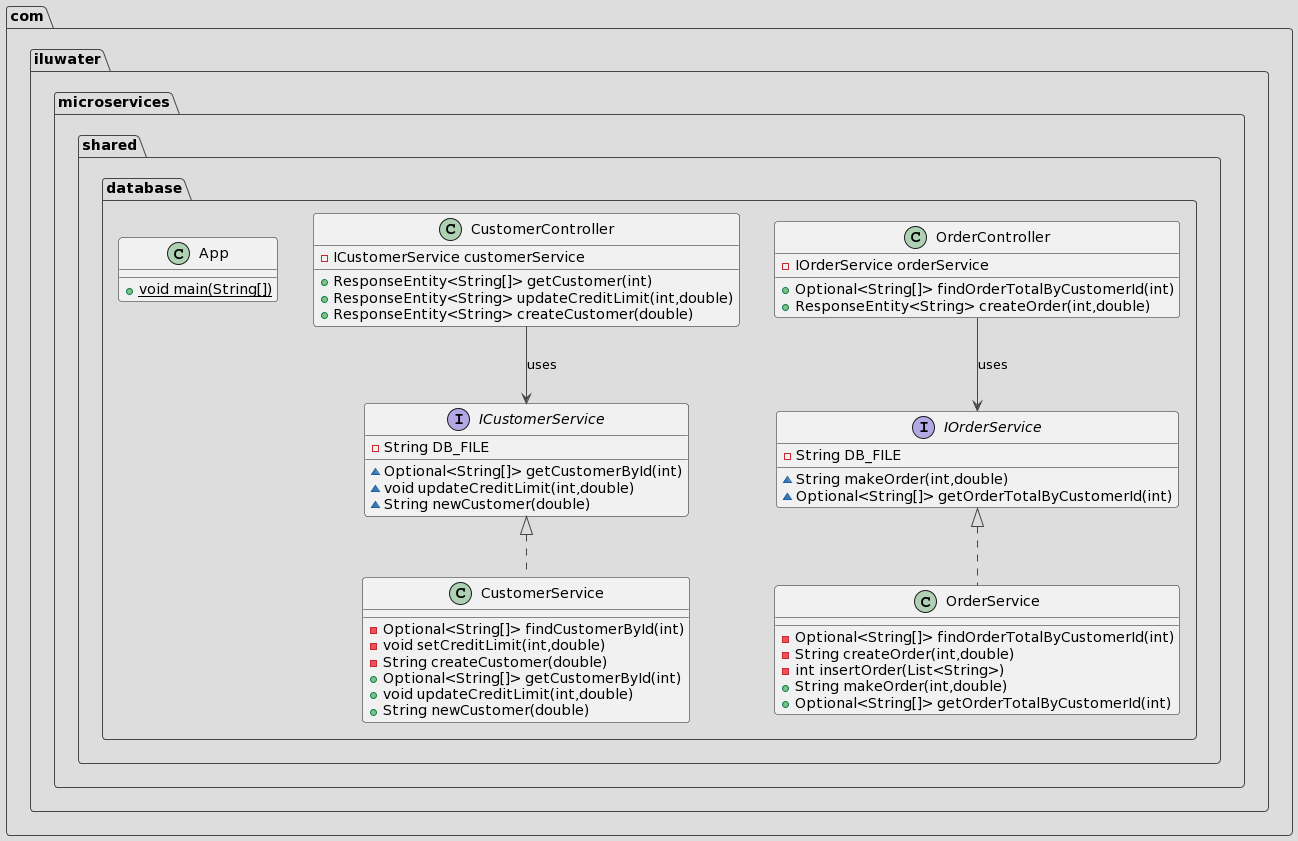 com
iluwater
microservices
shared
database
C App
void main(String[])
C CustomerController
ICustomerService customerService
ResponseEntity<String[]> getCustomer(int)
ResponseEntity<String> updateCreditLimit(int,double)
ResponseEntity<String> createCustomer(double)
C OrderController
IOrderService orderService
Optional<String[]> findOrderTotalByCustomerId(int)
ResponseEntity<String> createOrder(int,double)
uses
uses
I ICustomerService
String DB_FILE
Optional<String[]> getCustomerById(int)
void updateCreditLimit(int,double)
String newCustomer(double)
I IOrderService
String DB_FILE
String makeOrder(int,double)
Optional<String[]> getOrderTotalByCustomerId(int)
C CustomerService
Optional<String[]> findCustomerById(int)
void setCreditLimit(int,double)
String createCustomer(double)
Optional<String[]> getCustomerById(int)
void updateCreditLimit(int,double)
String newCustomer(double)
C OrderService
Optional<String[]> findOrderTotalByCustomerId(int)
String createOrder(int,double)
int insertOrder(List<String>)
String makeOrder(int,double)
Optional<String[]> getOrderTotalByCustomerId(int)